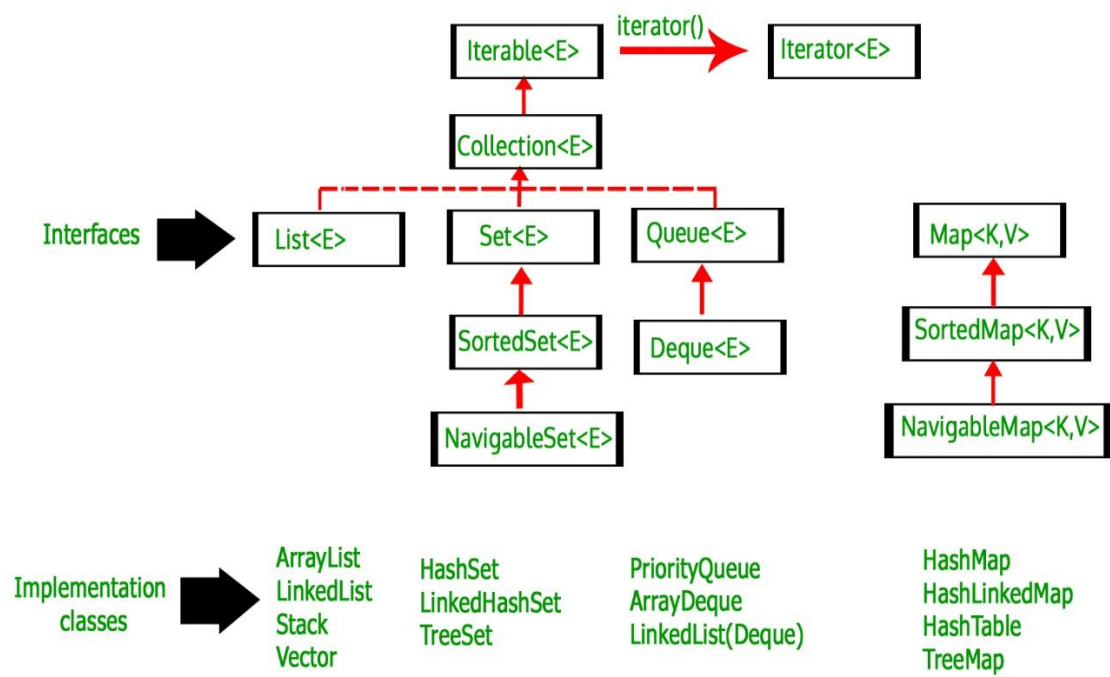 iterator()
Iterable<E>
Iterator<E>
Collection<E>
Interfaces
List<E>
Set<E>
Queue<E>
Map<K,V>
SortedSet<E>
Deque<E>
SortedMap<K,V>
NavigableSet<E>
NavigableMap<K,V>
Implementation
classes
ArrayList
LinkedList
Stack
Vector
HashSet
LinkedHashSet
TreeSet
PriorityQueue
ArrayDeque
LinkedList(Deque)
HashMap
HashLinkedMap
HashTable
TreeMap